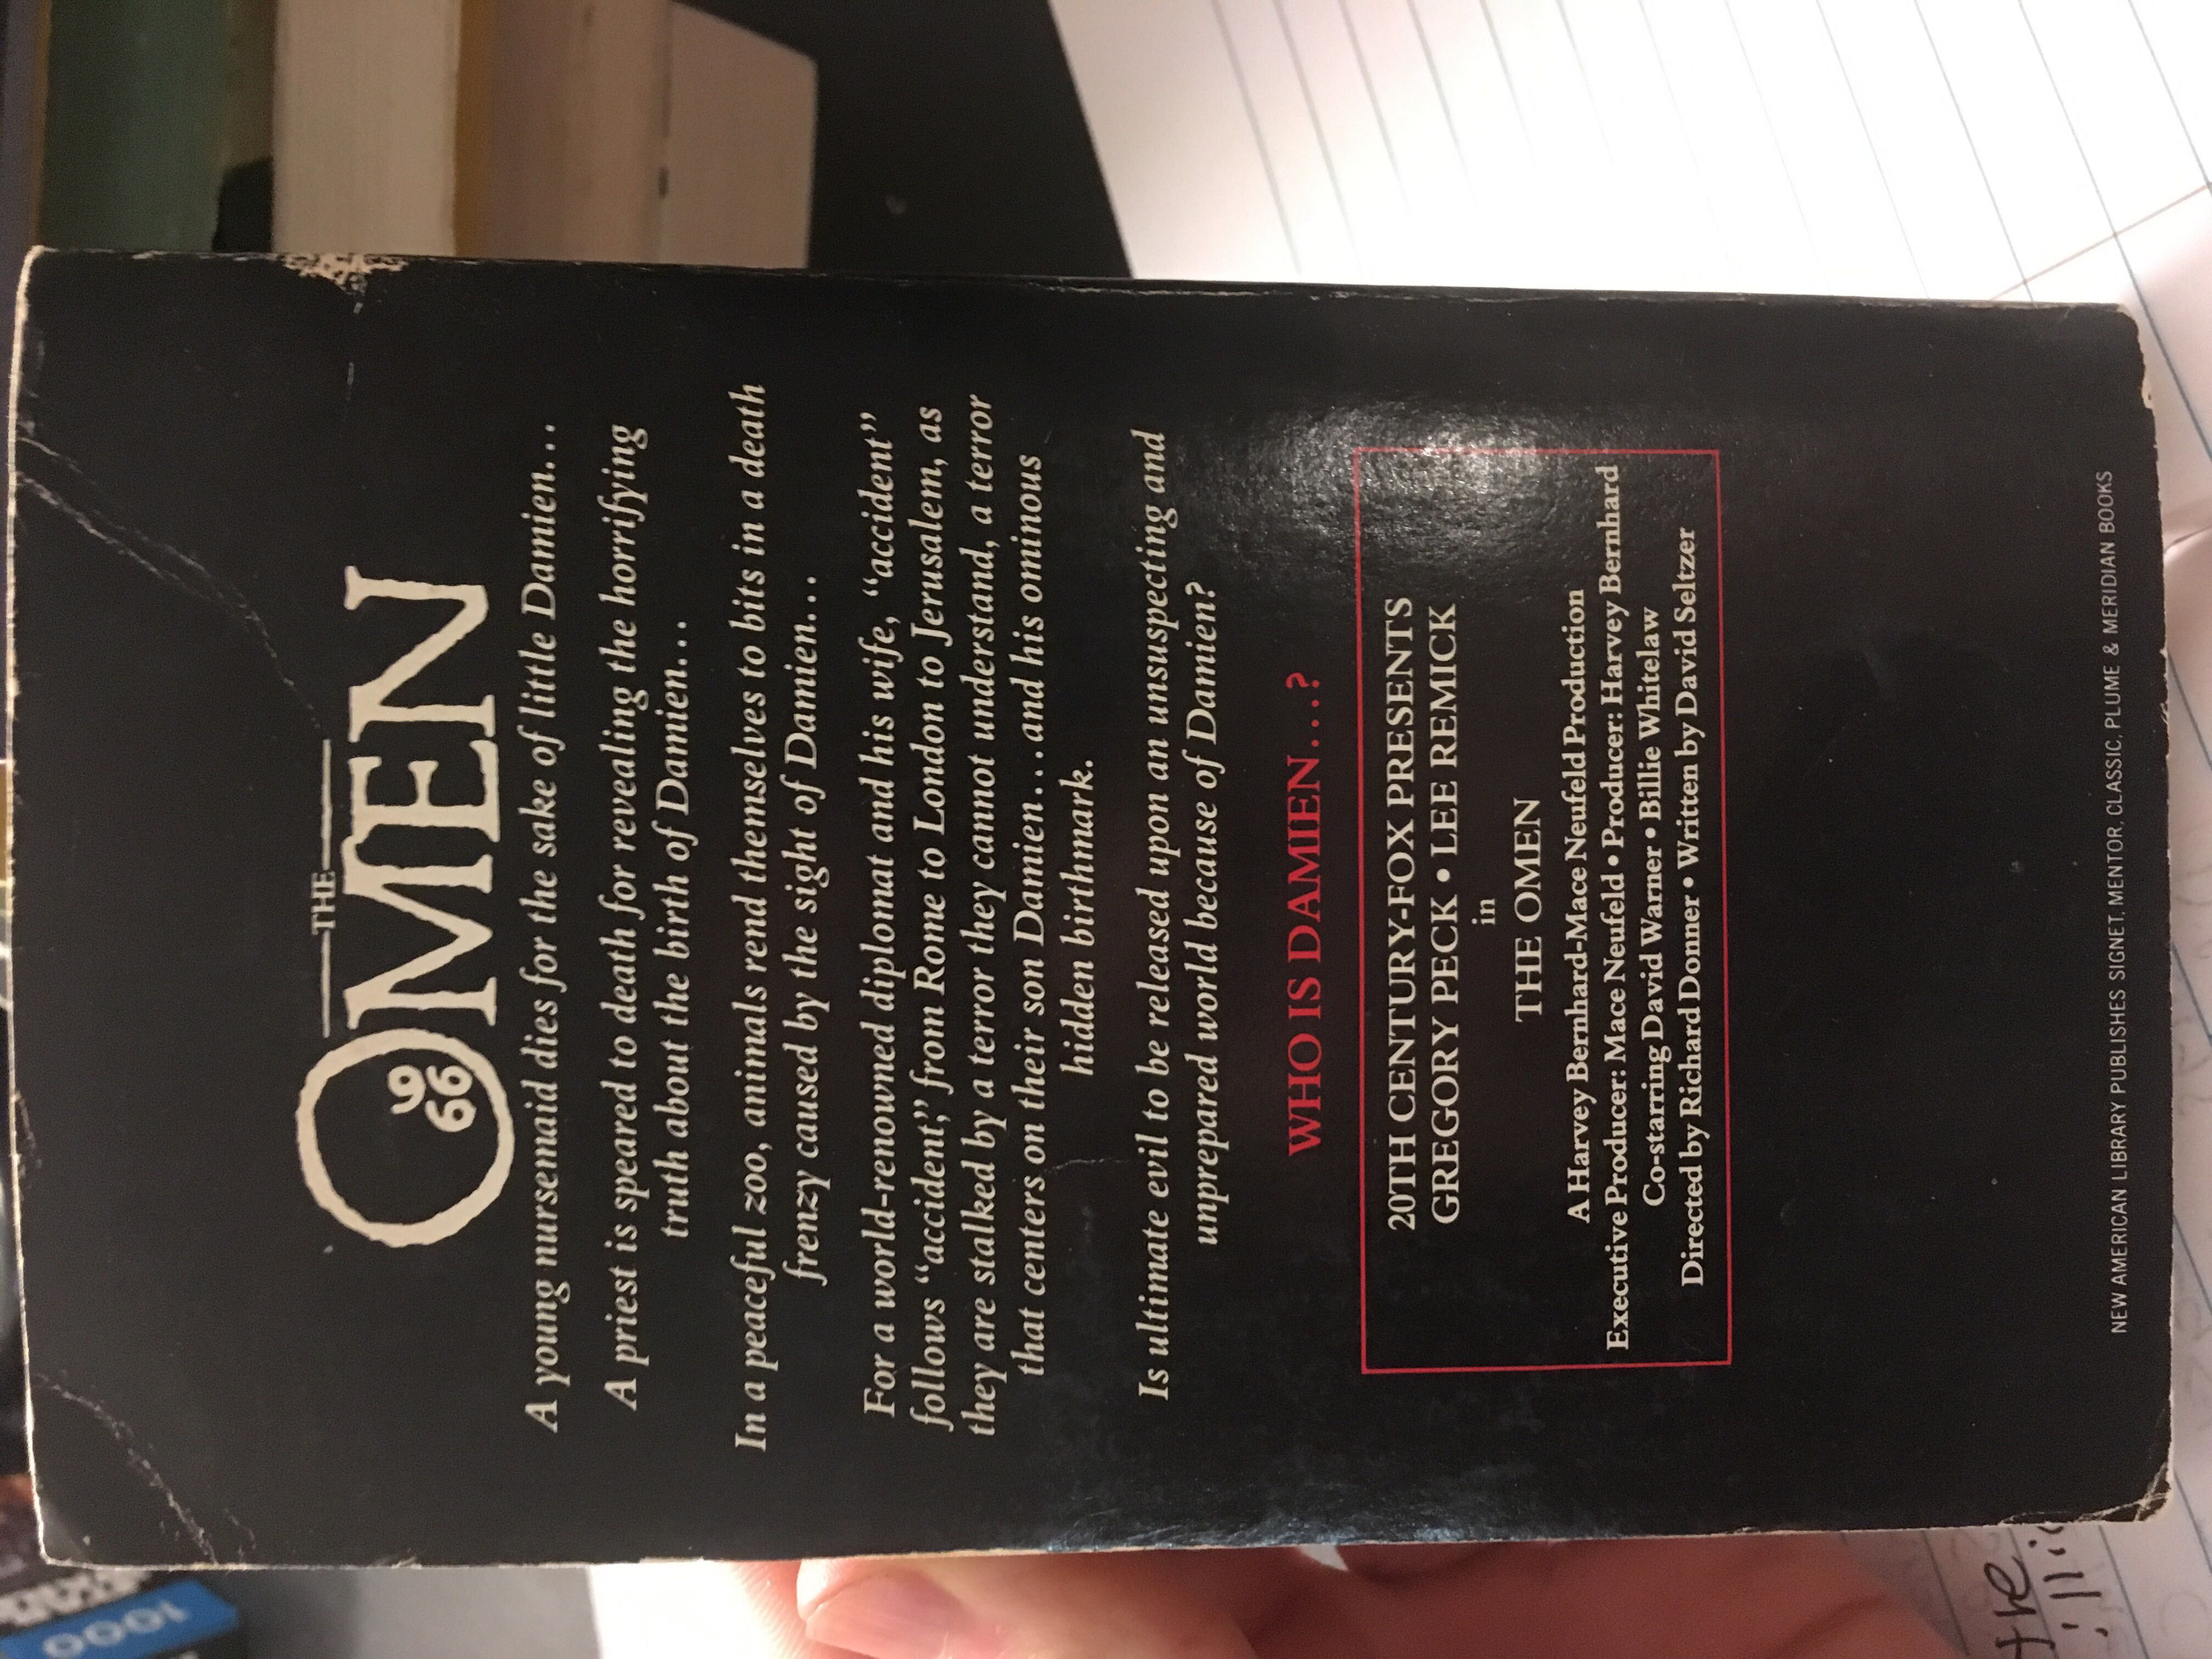 THE
OMEN
666
A young nursemaid dies for the sake of little Damien...
A priest is speared to death for revealing the horrifying
truth about the birth of Damien...
In a peaceful zoo, animals rend themselves to bits in a death
frenzy caused by the sight of Damien...
For a world-renowned diplomat and his wife, "accident"
follows "accident," from Rome to London to Jerusalem, as
they are stalked by a terror they cannot understand, a terror
that centers on their son Damien...and his ominous
hidden birthmark.
Is ultimate evil to be released upon an unsuspecting and
unprepared world because of Damien?
WHO IS DAMIEN...?
20TH CENTURY-FOX PRESENTS
GREGORY PECK • LEE REMICK
in
THE OMEN
A Harvey Bernhard-Mace Neufeld Production
Executive Producer: Mace Neufeld • Producer: Harvey Bernhard
Co-starring David Warner • Billie Whitelaw
Directed by Richard Donner • Written by David Seltzer
NEW AMERICAN LIBRARY PUBLISHES SIGNET, MENTOR, CLASSIC, PLUME & MERIDIAN BOOKS
1000
the